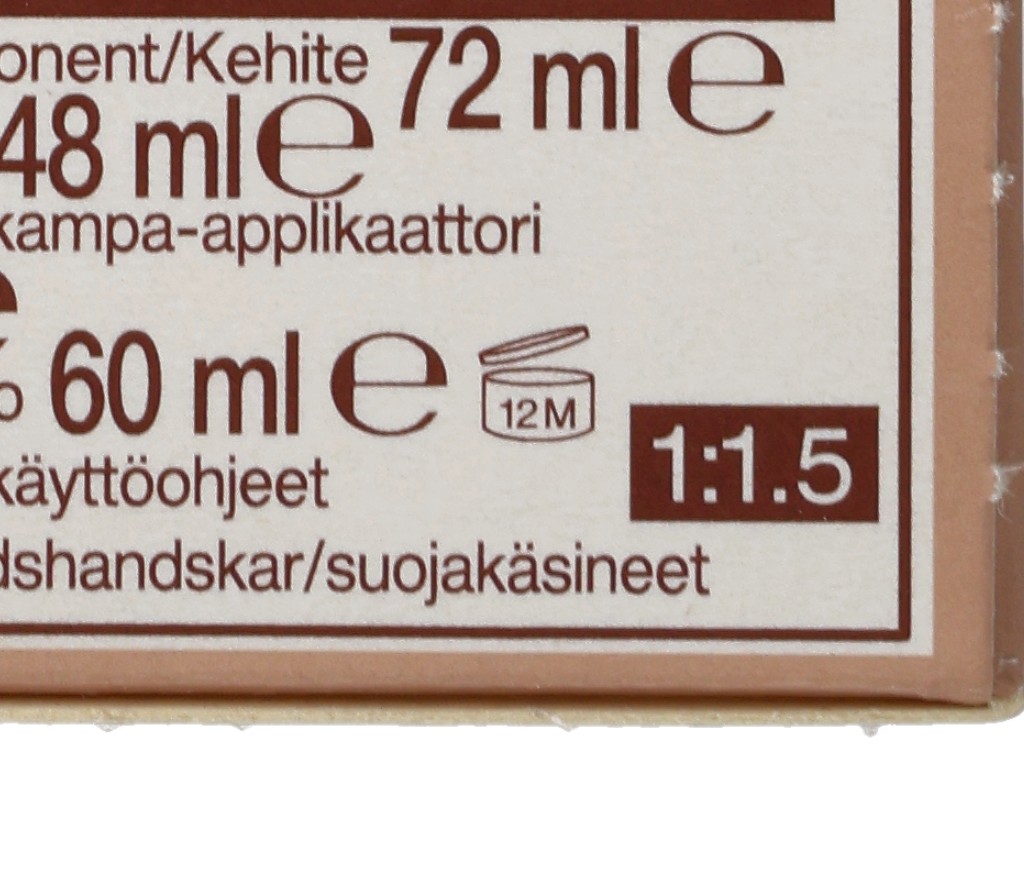 onent/Kehite 72 ml ℮
48 ml ℮
kampa-applikaattori
60 ml ℮ 12M
1:1.5
käyttöohjeet
dshandskar/suojakäsineet